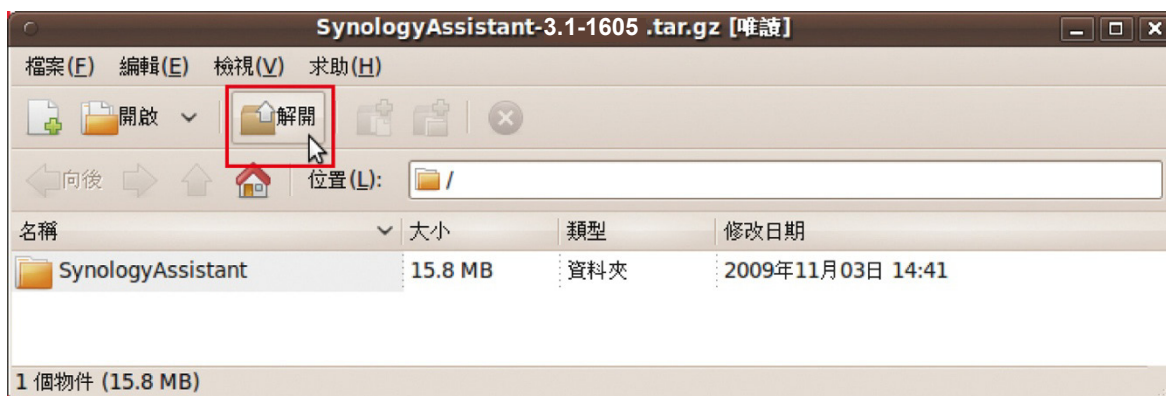 SynologyAssistant-3.1-1605 .tar.gz [唯讀]
檔案(F) 編輯(E) 檢視(V) 求助(H)
開啟 解開
向後 位置(L): /
名稱 大小 類型 修改日期
SynologyAssistant 15.8 MB 資料夾 2009年11月03日 14:41
1 個物件 (15.8 MB)